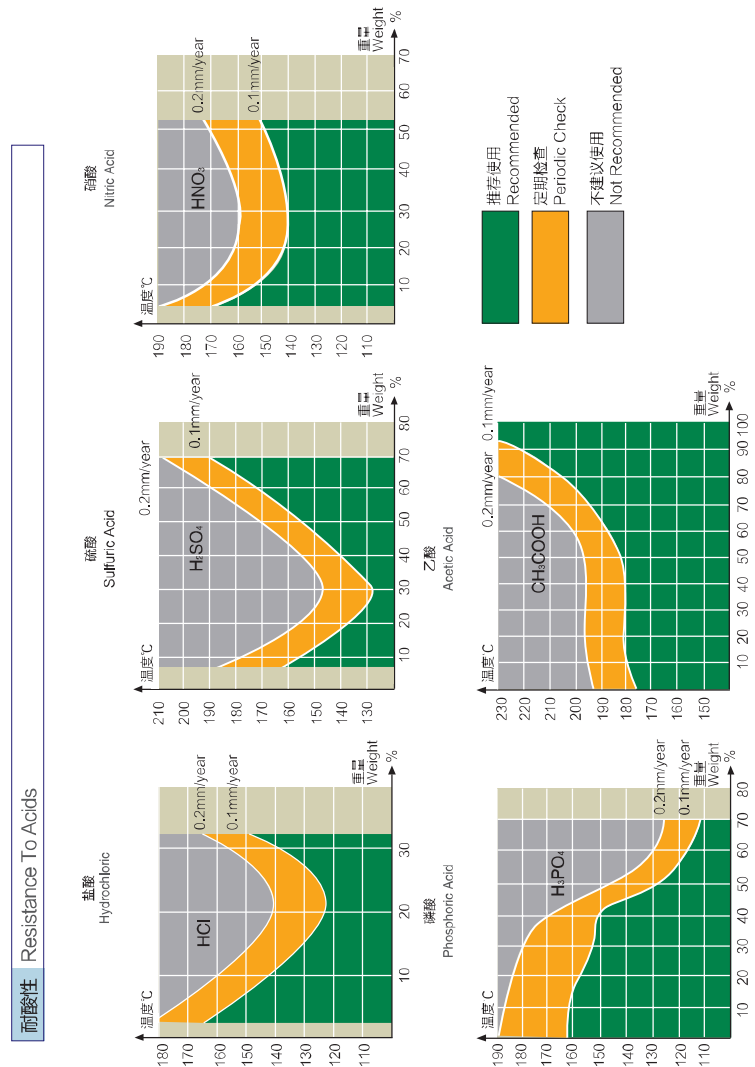 耐酸性 Resistance To Acids
盐酸
Hydrochloric
温度℃
180
170
160
150
140
130
120
110
HCl
0.2mm/year
0.1mm/year
10
20
30
重量
Weight
%
硫酸
Sulfuric Acid
温度℃
210
200
190
180
170
160
150
140
130
H₂SO₄
0.2mm/year
0.1mm/year
10
20
30
40
50
60
70
80
重量
Weight
%
硝酸
Nitric Acid
温度℃
190
180
170
160
150
140
130
120
110
HNO₃
0.2mm/year
0.1mm/year
10
20
30
40
50
60
70
重量
Weight
%
磷酸
Phosphoric Acid
温度℃
190
180
170
160
150
140
130
120
110
H₃PO₄
0.2mm/year
0.1mm/year
10
20
30
40
50
60
70
80
重量
Weight
%
乙酸
Acetic Acid
温度℃
230
220
210
200
190
180
170
160
150
CH₃COOH
0.2mm/year
0.1mm/year
10
20
30
40
50
60
70
80
90
100
重量
Weight
%
推荐使用
Recommended
定期检查
Periodic Check
不建议使用
Not Recommended